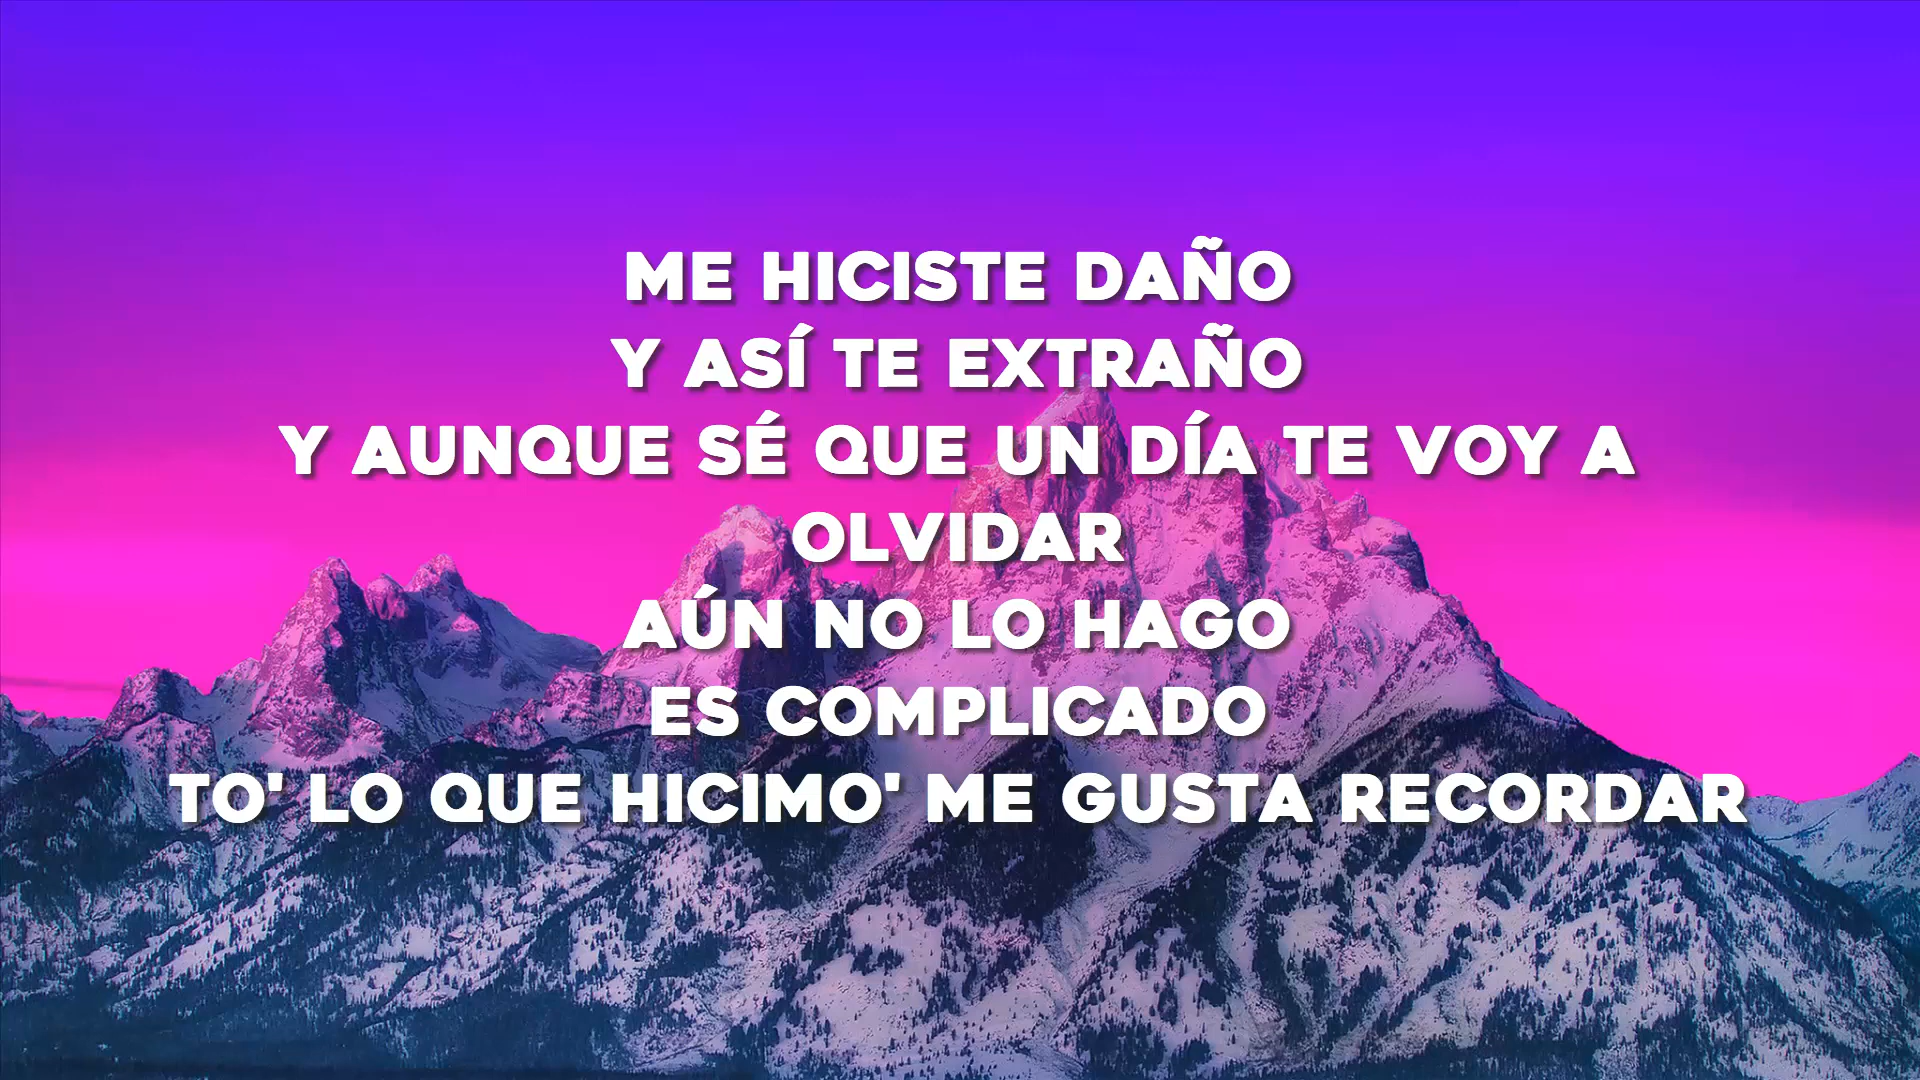 ME HICISTE DAÑO
Y ASÍ TE EXTRAÑO
Y AUNQUE SÉ QUE UN DÍA TE VOY A
OLVIDAR
AÚN NO LO HAGO
ES COMPLICADO
TO' LO QUE HICIMO' ME GUSTA RECORDAR